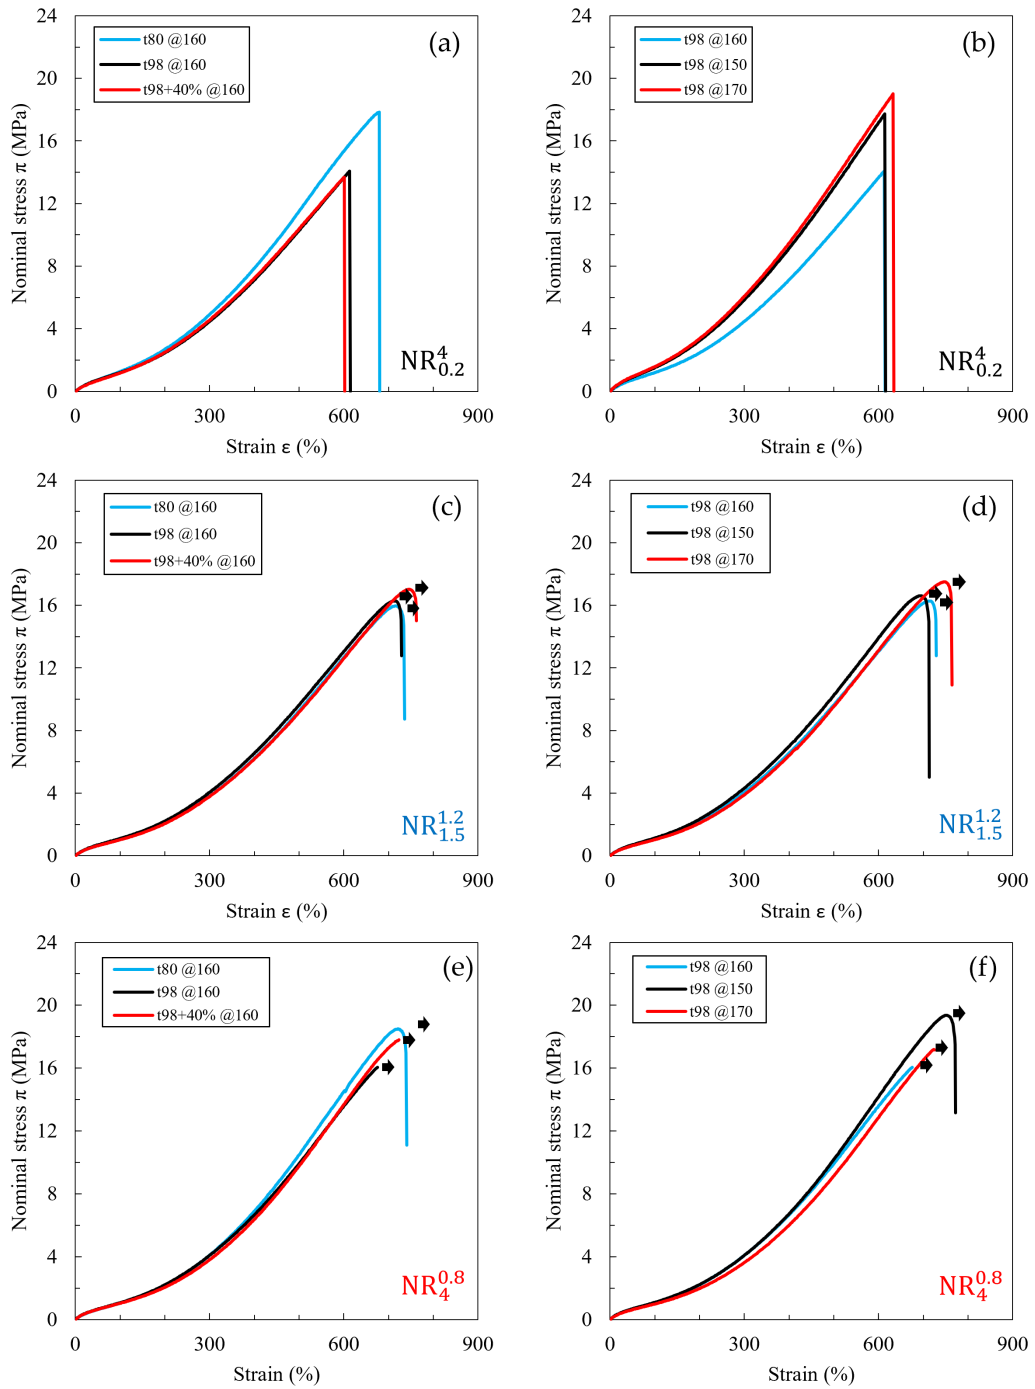 24
20
16
12
8
4
0
Nominal stress π (MPa)
t80 @160
t98 @160
t98+40% @160
(a)
NR₀.₂⁴
0 300 600 900
Strain ε (%)
24
20
16
12
8
4
0
Nominal stress π (MPa)
t98 @160
t98 @150
t98 @170
(b)
NR₀.₂⁴
0 300 600 900
Strain ε (%)
24
20
16
12
8
4
0
Nominal stress π (MPa)
t80 @160
t98 @160
t98+40% @160
(c)
NR₁.₅¹·²
0 300 600 900
Strain ε (%)
24
20
16
12
8
4
0
Nominal stress π (MPa)
t98 @160
t98 @150
t98 @170
(d)
NR₁.₅¹·²
0 300 600 900
Strain ε (%)
24
20
16
12
8
4
0
Nominal stress π (MPa)
t80 @160
t98 @160
t98+40% @160
(e)
NR₄⁰·⁸
0 300 600 900
Strain (%)
24
20
16
12
8
4
0
Nominal stress π (MPa)
t98 @160
t98 @150
t98 @170
(f)
NR₄⁰·⁸
0 300 600 900
Strain (%)